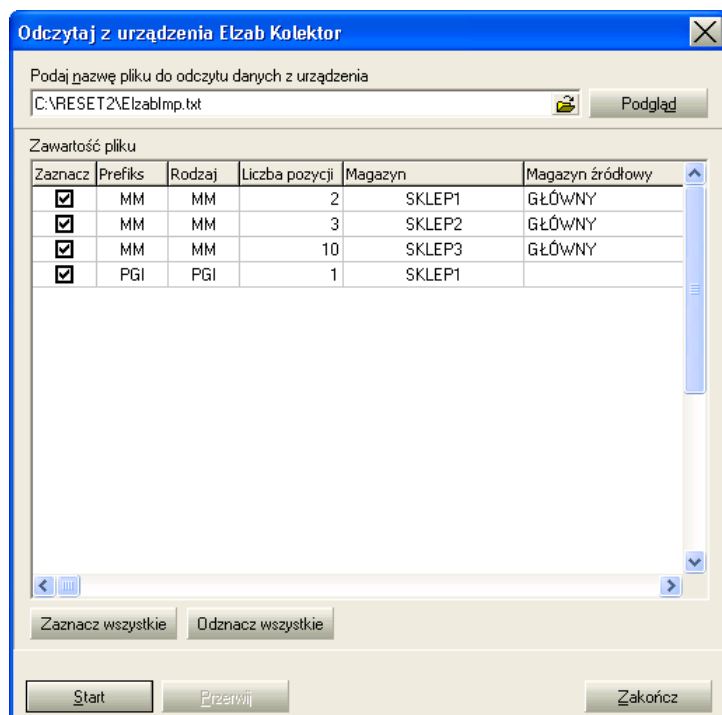 Odczytaj z urządzenia Elzab Kolektor
Podaj nazwę pliku do odczytu danych z urządzenia
C:\RESET2\ElzabImp.txt Podgląd
Zawartość pliku
Zaznacz Prefiks Rodzaj Liczba pozycji Magazyn Magazyn źródłowy
MM MM 2 SKLEP1 GŁÓWNY
MM MM 3 SKLEP2 GŁÓWNY
MM MM 10 SKLEP3 GŁÓWNY
PGI PGI 1 SKLEP1
Zaznacz wszystkie Odznacz wszystkie
Start Przerwij Zakończ